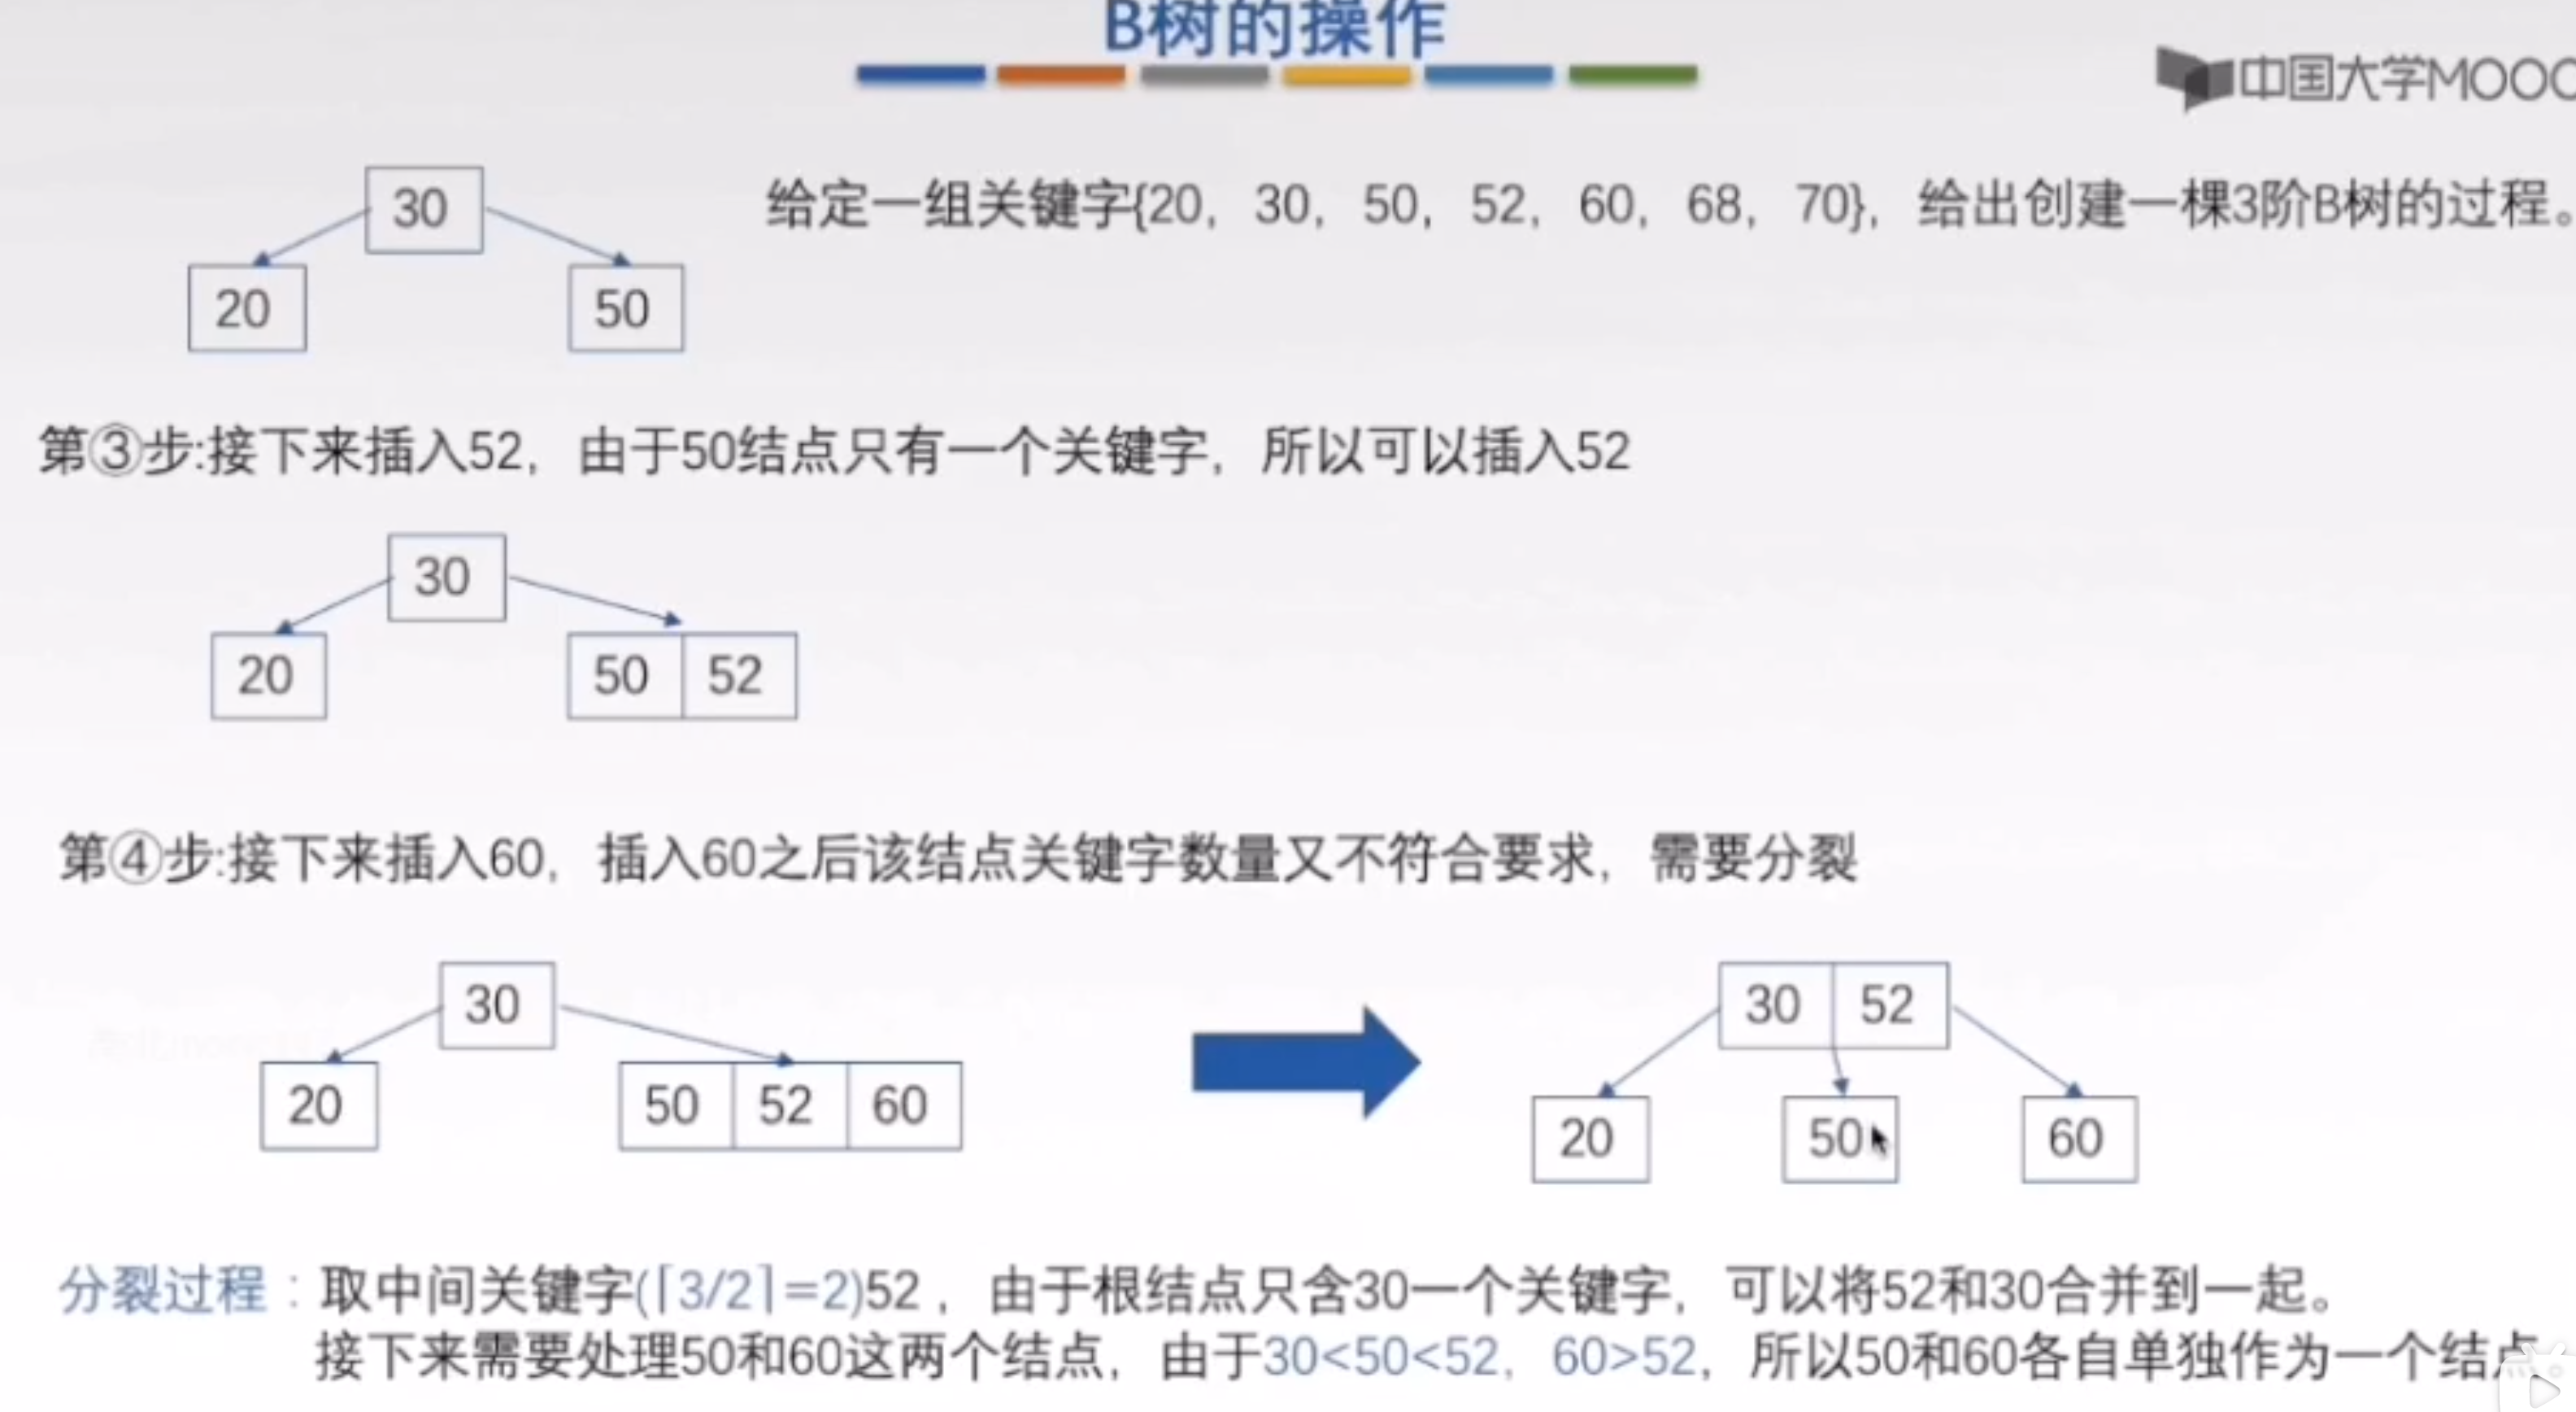 B树的操作
中国大学MOOC
30
给定一组关键字{20，30，50，52，60，68，70}，给出创建一棵3阶B树的过程。
20
50
第③步:接下来插入52，由于50结点只有一个关键字，所以可以插入52
30
20
50 52
第④步:接下来插入60，插入60之后该结点关键字数量又不符合要求，需要分裂
30
30 52
20
50 52 60
20
50
60
分裂过程：取中间关键字(⌈3/2⌉=2)52，由于根结点只含30一个关键字，可以将52和30合并到一起。
接下来需要处理50和60这两个结点，由于30<50<52，60>52，所以50和60各自单独作为一个结点